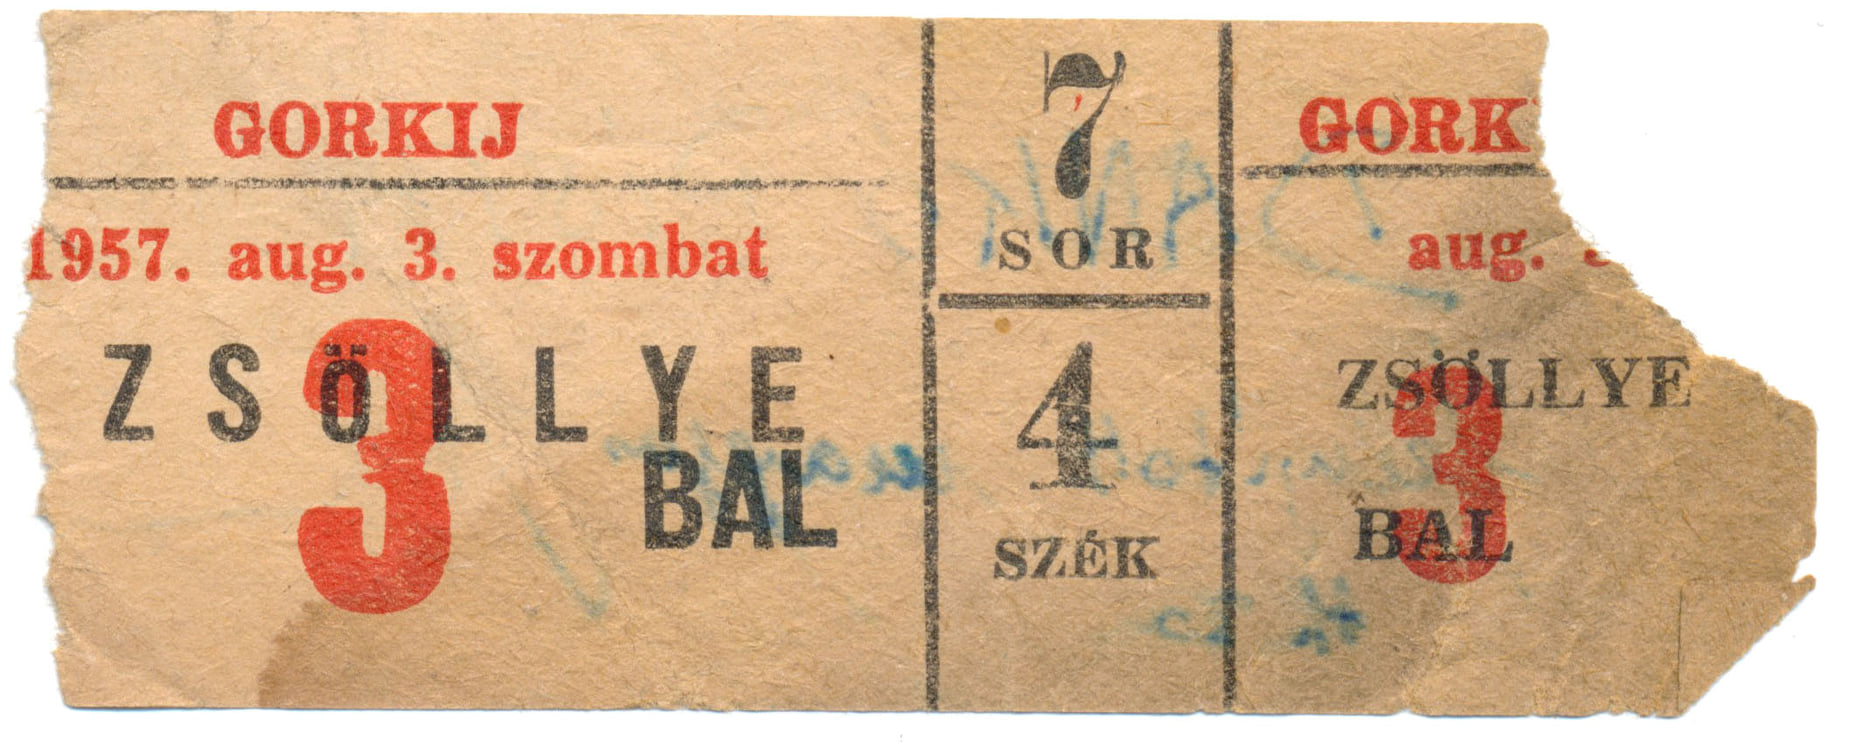 GORKIJ
1957. aug. 3. szombat
3
ZSÖLLYE
BAL
7
SOR
4
SZÉK
GORK
aug.
ZSÖLLYE
3
BAL